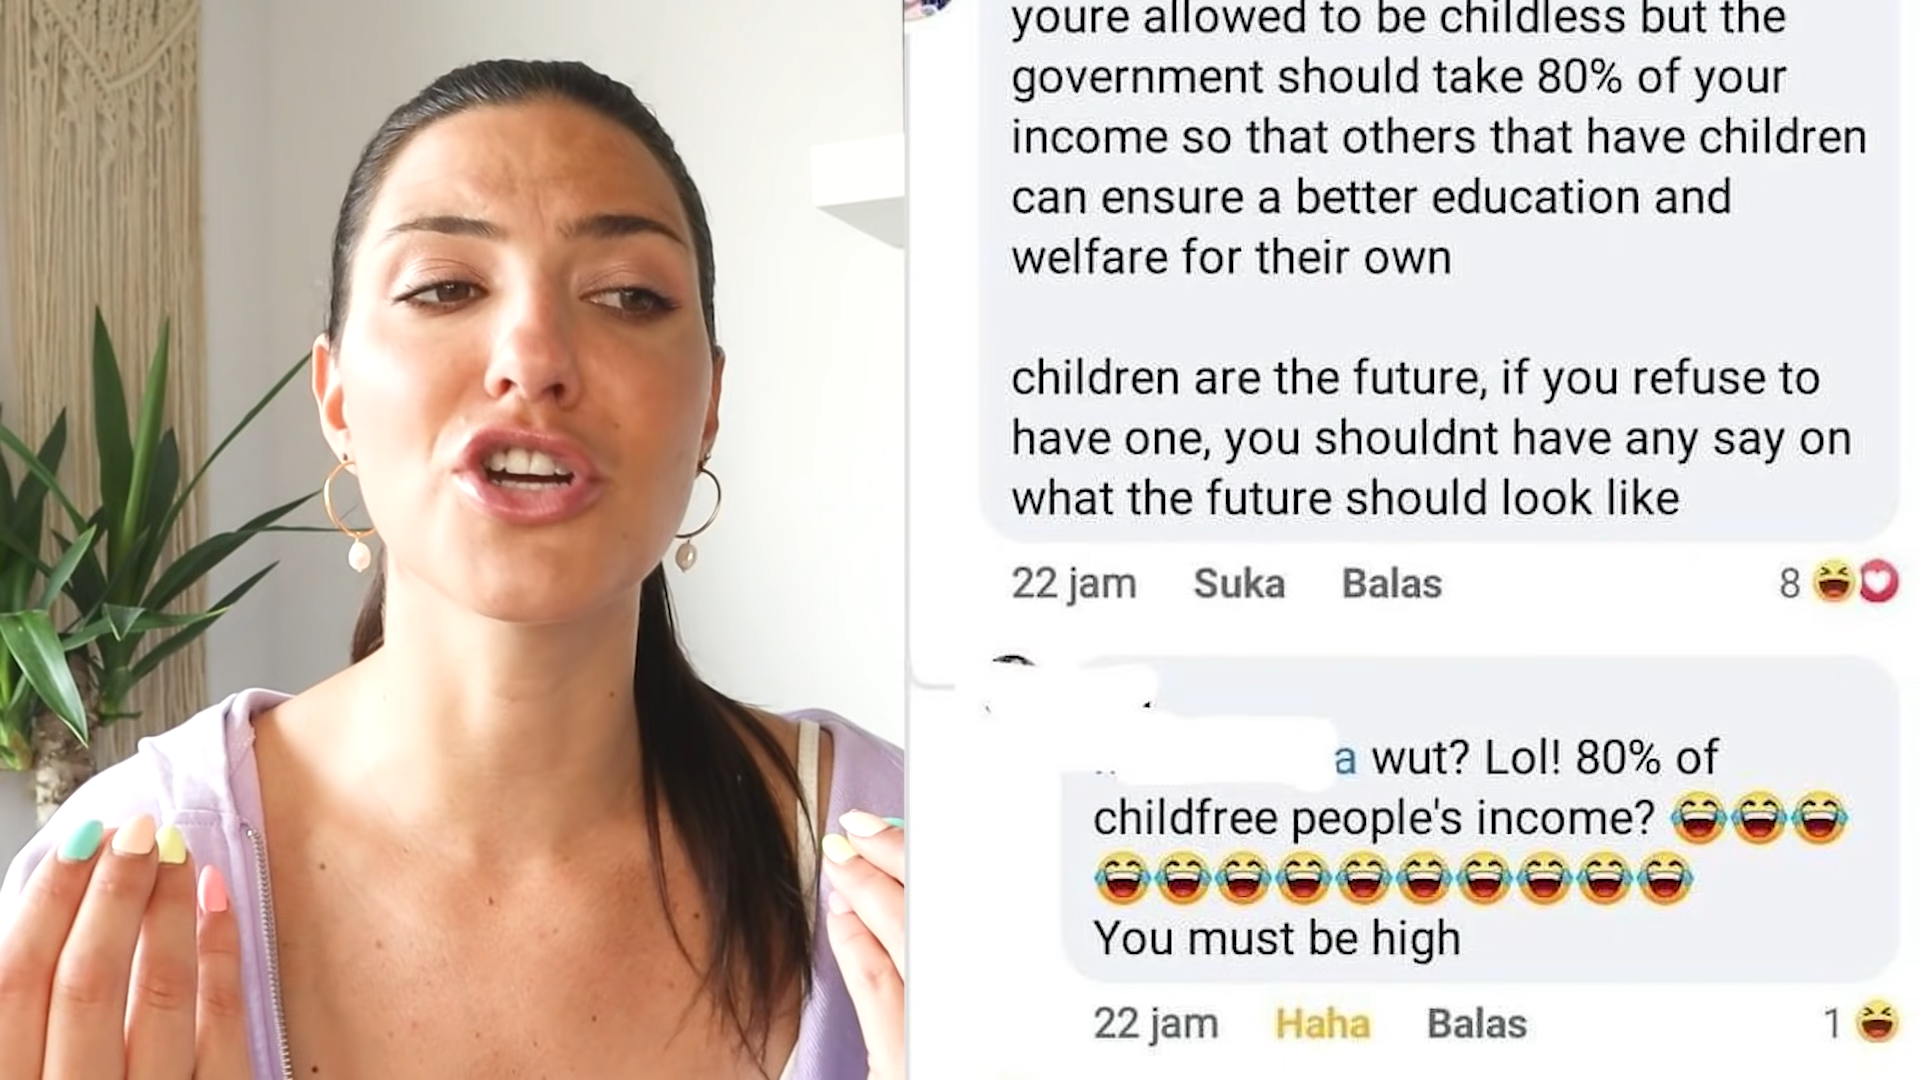 youre allowed to be childless but the
government should take 80% of your
income so that others that have children
can ensure a better education and
welfare for their own
children are the future, if you refuse to
have one, you shouldnt have any say on
what the future should look like
22 jam Suka Balas 8
a wut? Lol! 80% of
childfree people's income? 😂😂😂
😂😂😂😂😂😂😂😂😂😂
You must be high
22 jam Haha Balas 1